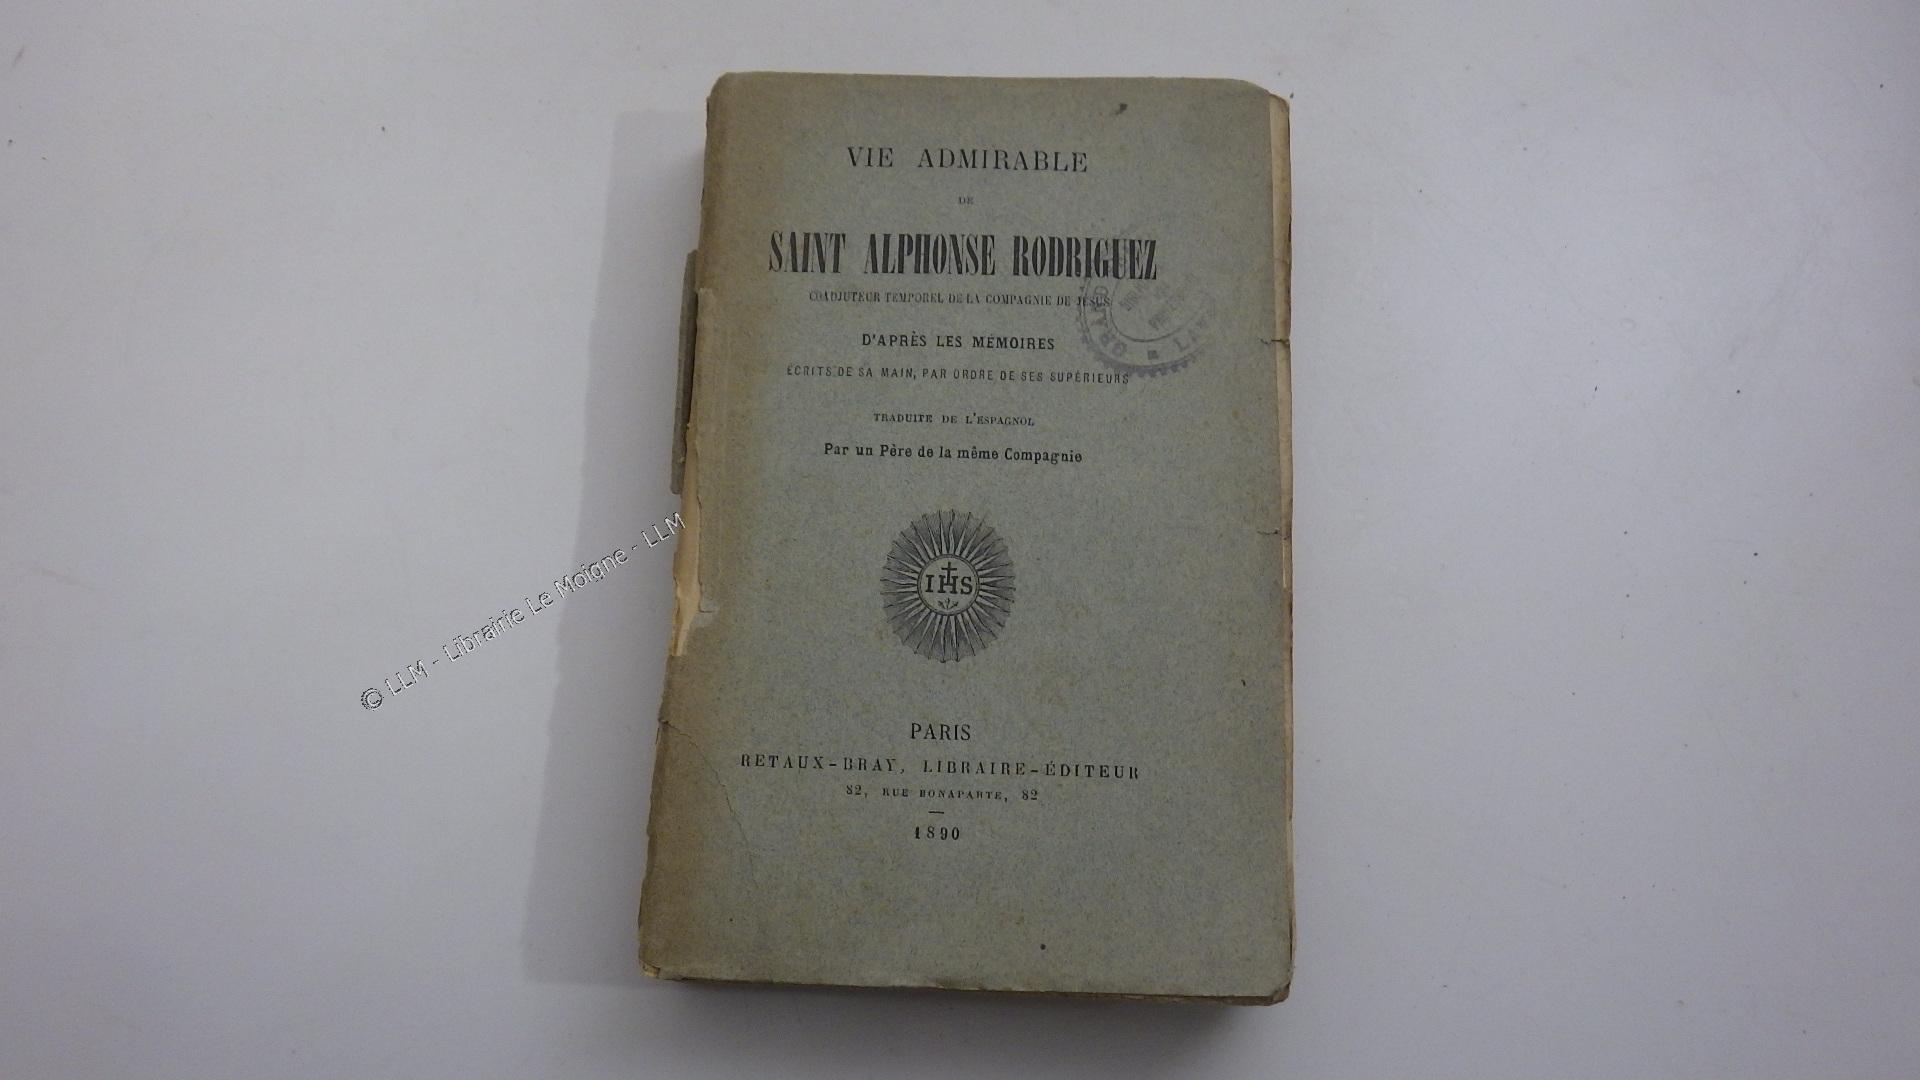 VIE ADMIRABLE
DE
SAINT ALPHONSE RODRIGUEZ
COADJUTEUR TEMPOREL DE LA COMPAGNIE DE JÉSUS
D'APRÈS LES MÉMOIRES
ÉCRITS DE SA MAIN, PAR ORDRE DE SES SUPÉRIEURS
TRADUITE DE L'ESPAGNOL
Par un Père de la même Compagnie
IHS
PARIS
RETAUX-BRAY, LIBRAIRE-ÉDITEUR
82, RUE BONAPARTE, 82
1890
GRAND
© LLM - Librairie Le Moigne - LLM